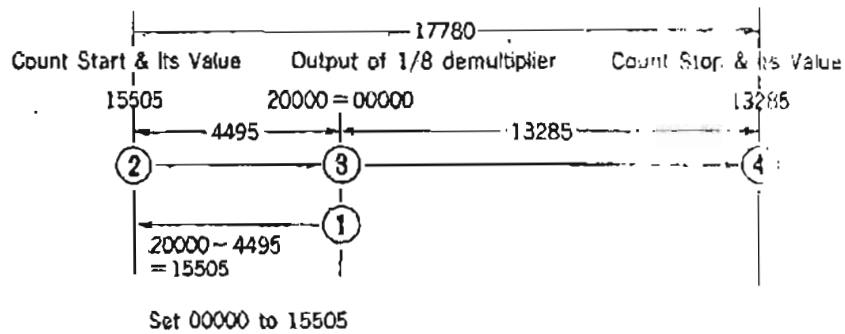 17780
Count Start & Its Value Output of 1/8 demultiplier Count Stop & Its Value
15505 20000 = 00000 13285
4495 13285
2 3 4
1
20000 - 4495
= 15505
Set 00000 to 15505